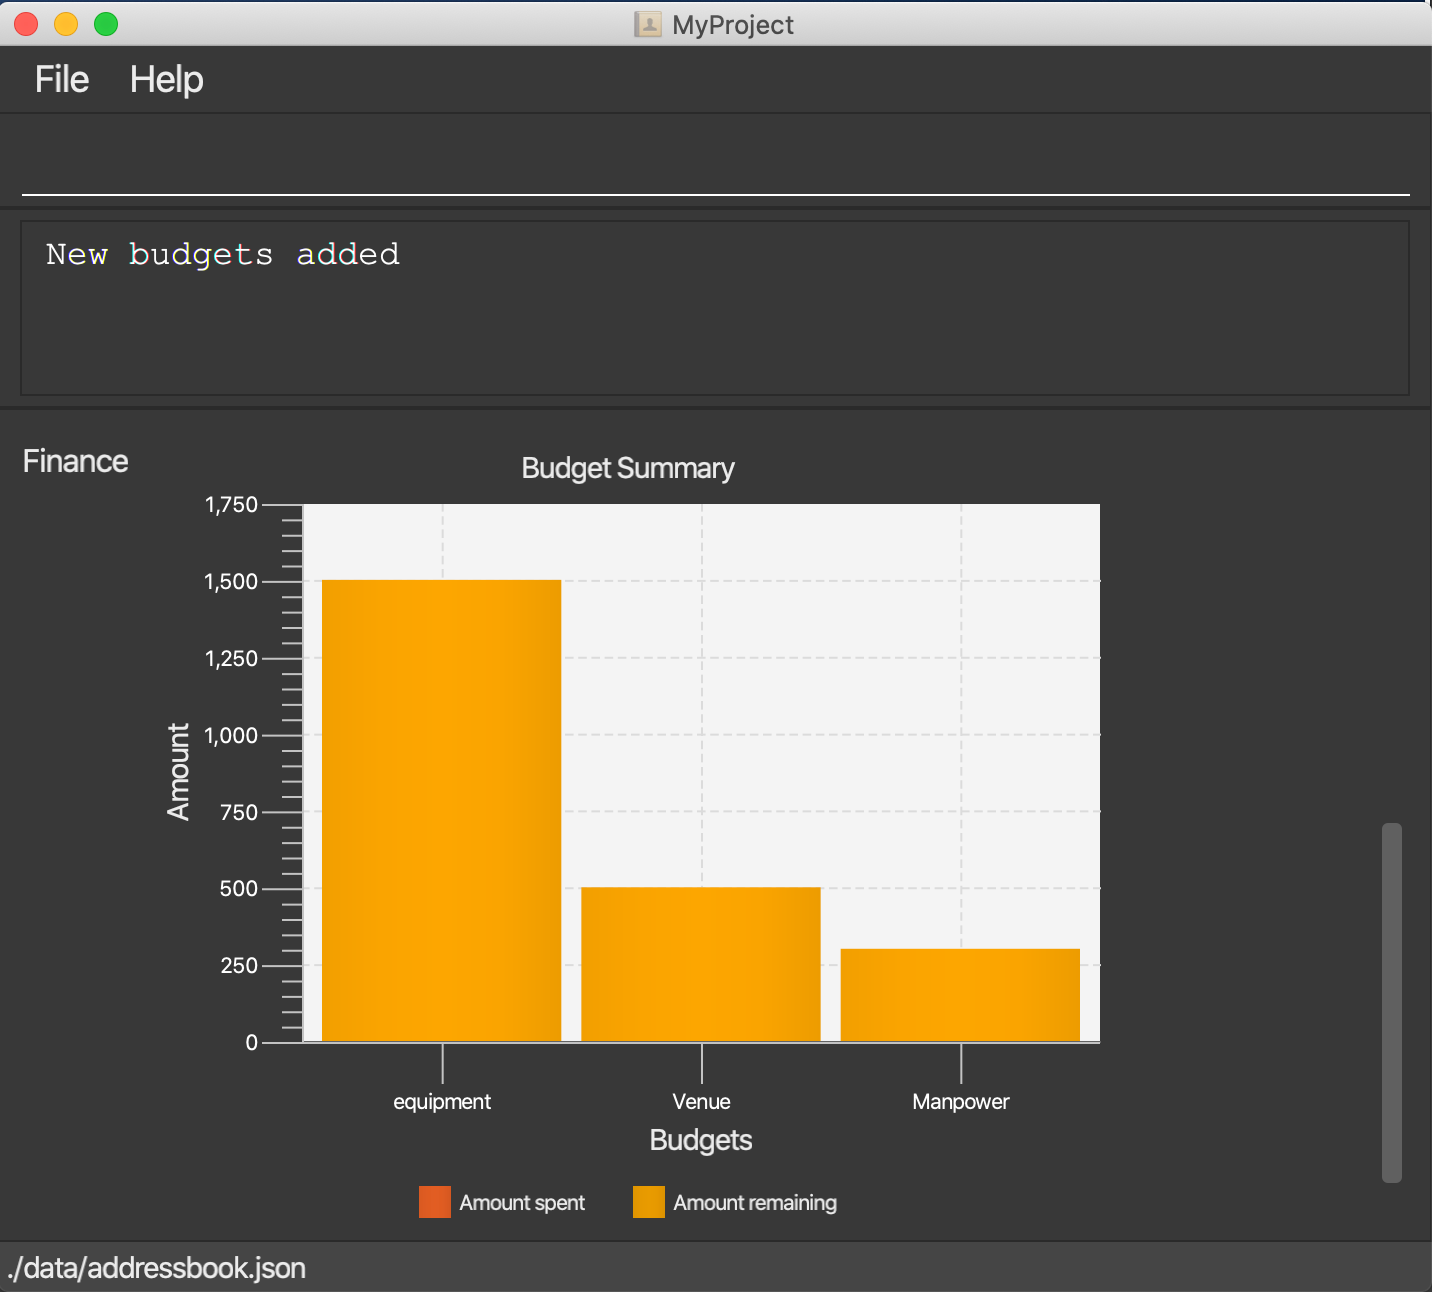 MyProject
File Help
New budgets added
Finance
Budget Summary
1,750
1,500
1,250
1,000
750
500
250
0
Amount
equipment Venue Manpower
Budgets
Amount spent Amount remaining
./data/addressbook.json